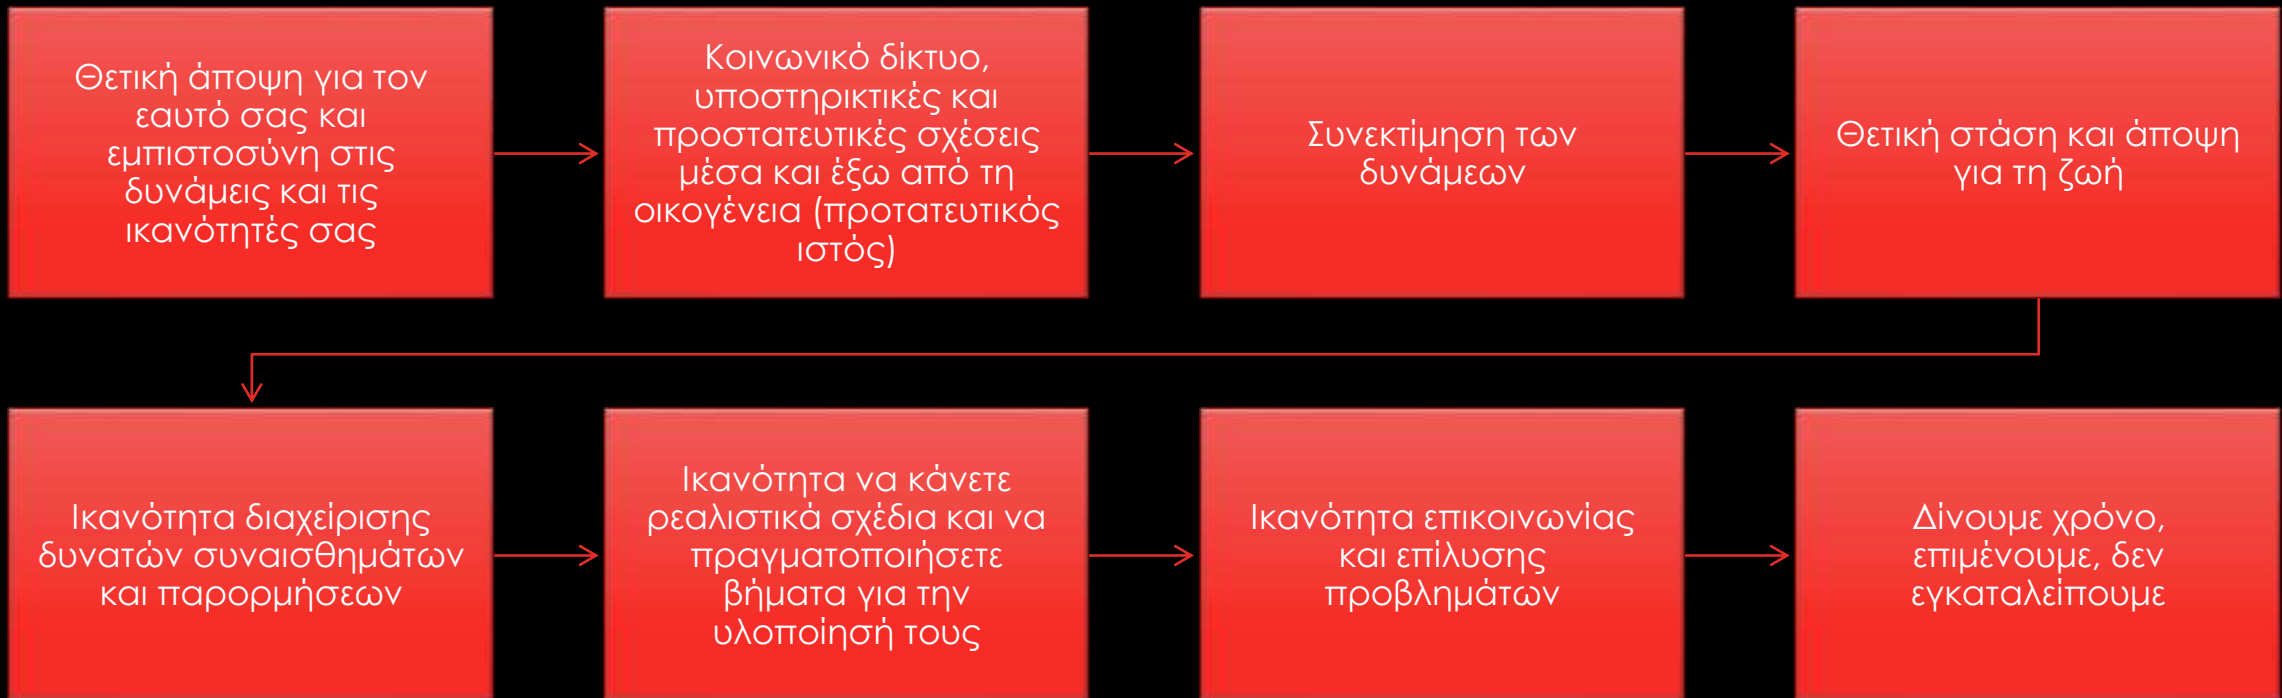 Θετική άποψη για τον
εαυτό σας και
εμπιστοσύνη στις
δυνάμεις και τις
ικανότητές σας
Κοινωνικό δίκτυο,
υποστηρικτικές και
προστατευτικές σχέσεις
μέσα και έξω από τη
οικογένεια (προτατευτικός
ιστός)
Συνεκτίμηση των
δυνάμεων
Θετική στάση και άποψη
για τη ζωή
Ικανότητα διαχείρισης
δυνατών συναισθημάτων
και παρορμήσεων
Ικανότητα να κάνετε
ρεαλιστικά σχέδια και να
πραγματοποιήσετε
βήματα για την
υλοποίησή τους
Ικανότητα επικοινωνίας
και επίλυσης
προβλημάτων
Δίνουμε χρόνο,
επιμένουμε, δεν
εγκαταλείπουμε